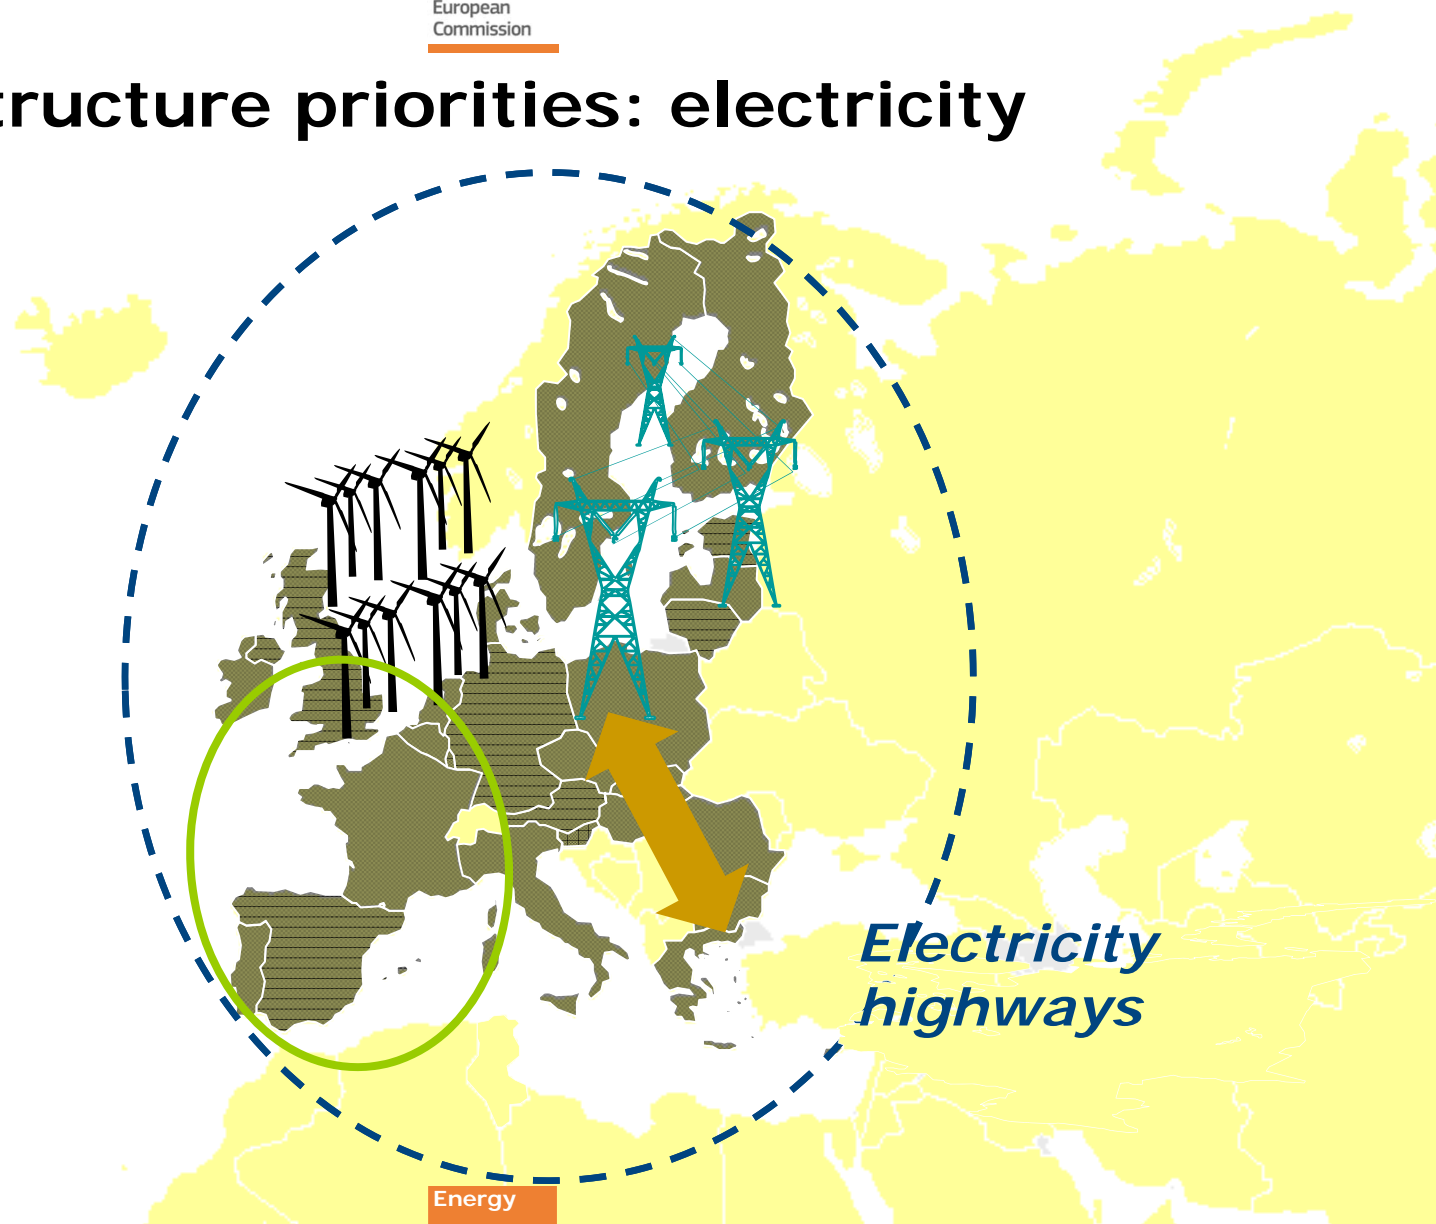 European
Commission
tructure priorities: electricity
Electricity
highways
Energy